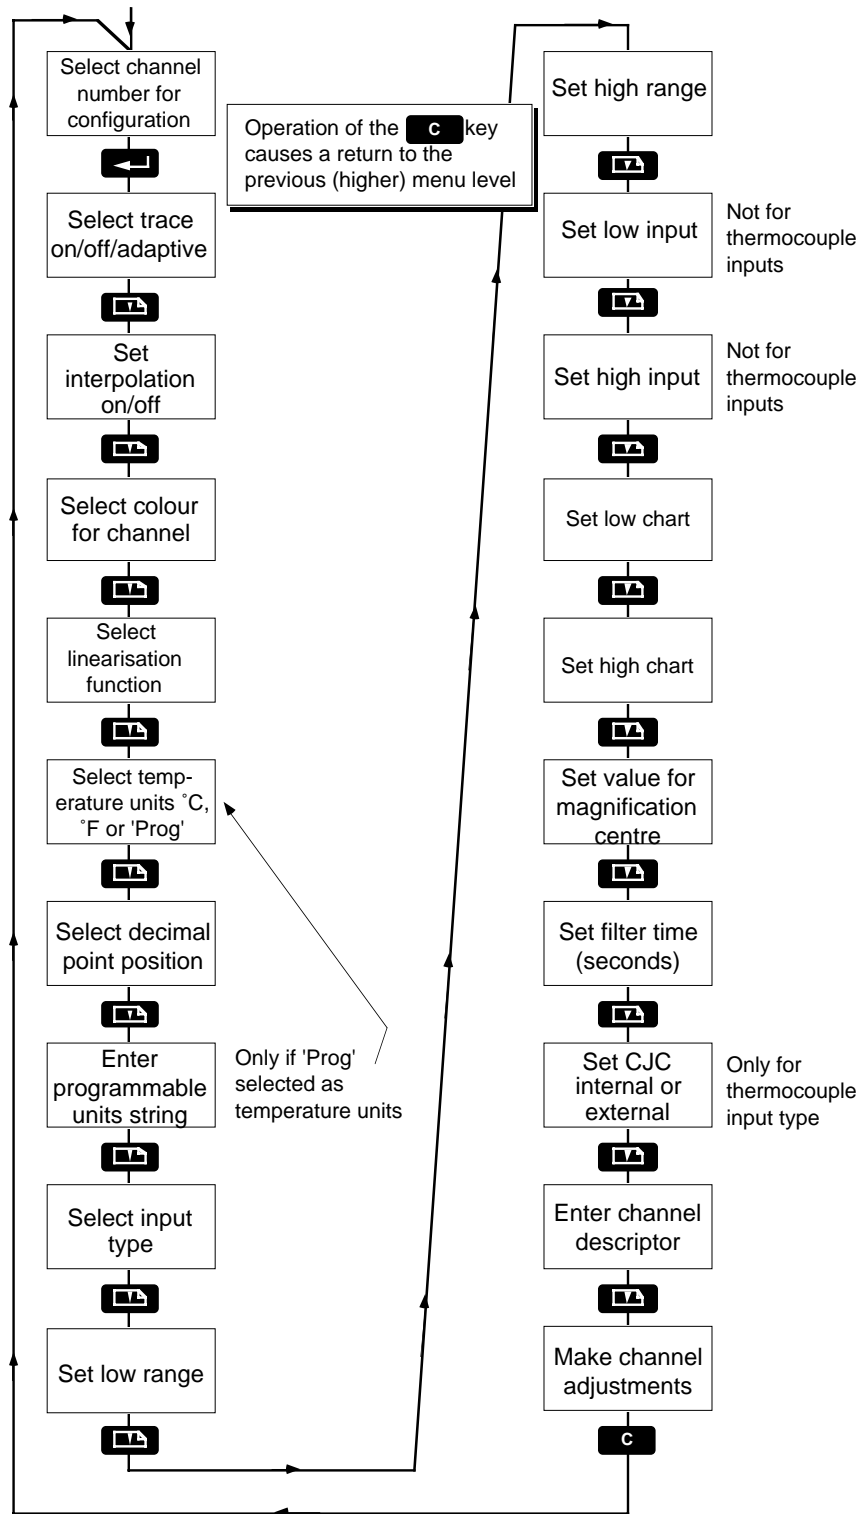 Select channel
number for
configuration
Select trace
on/off/adaptive
Set
interpolation
on/off
Select colour
for channel
Select
linearisation
function
Select temp-
erature units ˚C,
˚F or 'Prog'
Select decimal
point position
Enter
programmable
units string
Only if 'Prog'
selected as
temperature units
Select input
type
Set low range
Operation of the C key
causes a return to the
previous (higher) menu level
Set high range
Set low input
Not for
thermocouple
inputs
Set high input
Not for
thermocouple
inputs
Set low chart
Set high chart
Set value for
magnification
centre
Set filter time
(seconds)
Set CJC
internal or
external
Only for
thermocouple
input type
Enter channel
descriptor
Make channel
adjustments
C